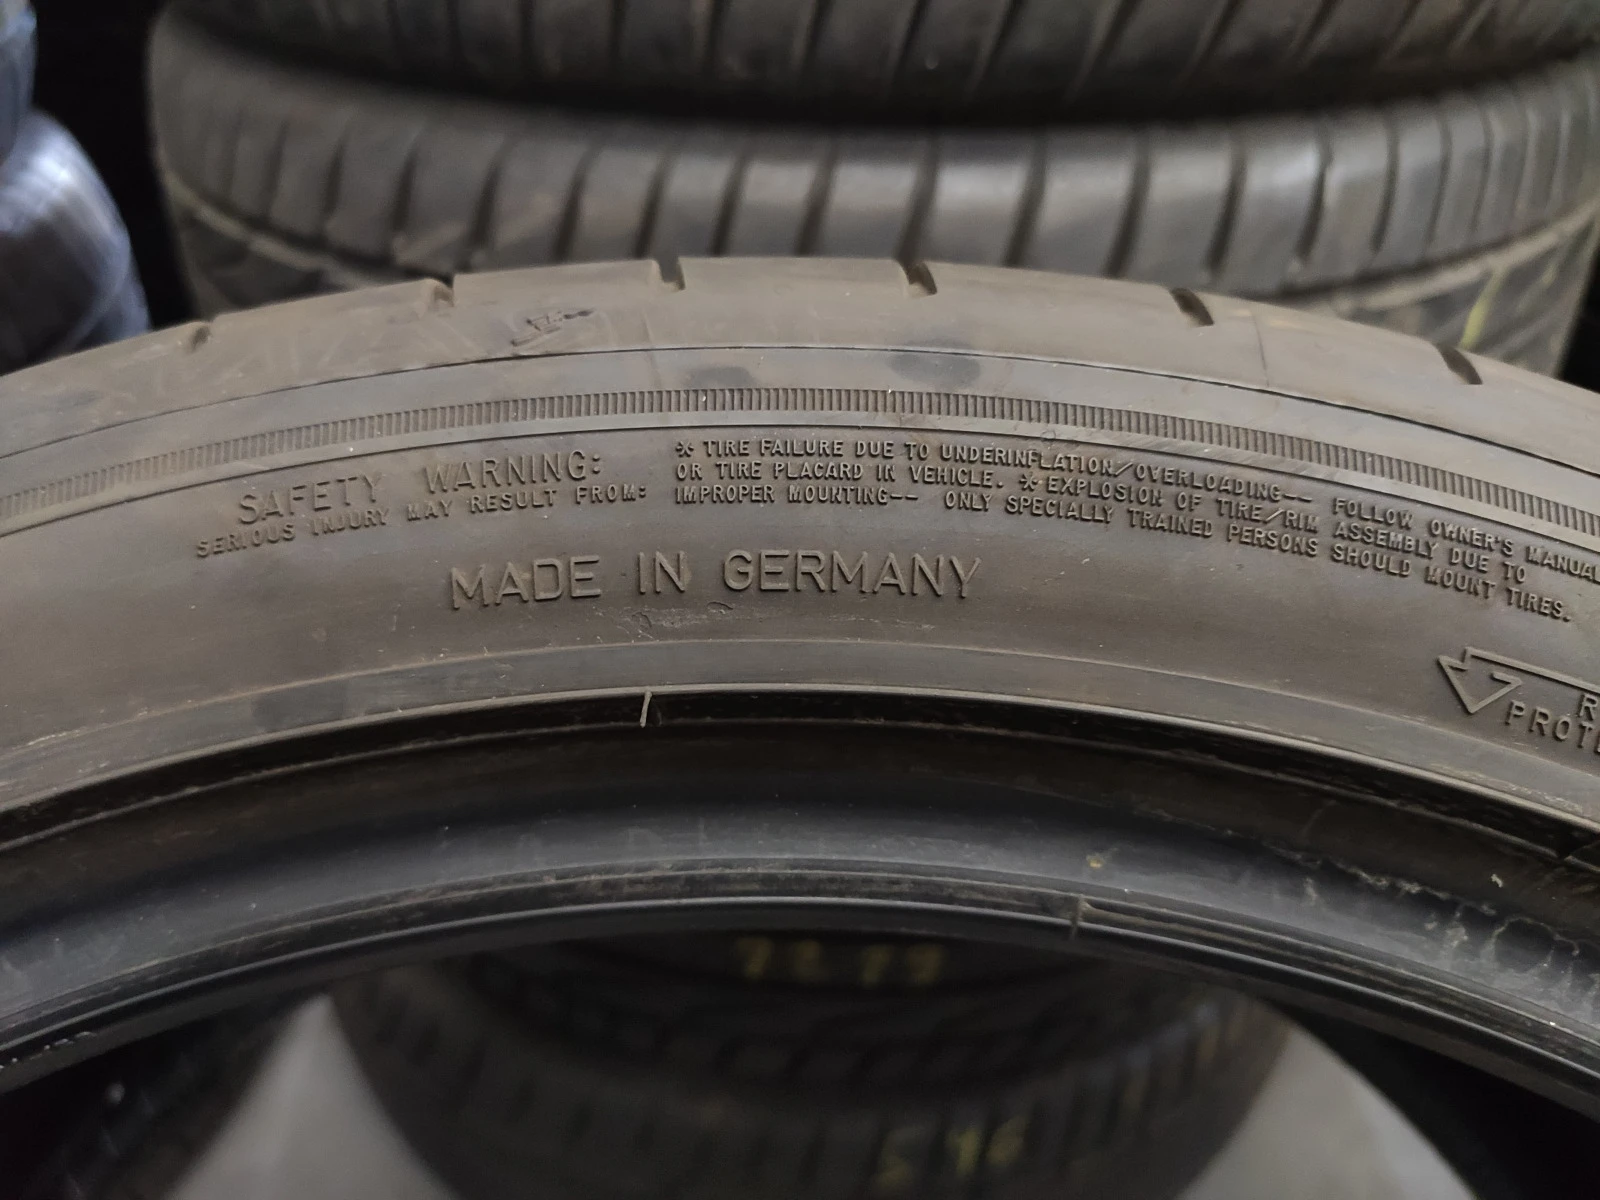 SAFETY WARNING:
SERIOUS INJURY MAY RESULT FROM:
* TIRE FAILURE DUE TO UNDERINFLATION/OVERLOADING-- FOLLOW OWNER'S MANUAL
OR TIRE PLACARD IN VEHICLE. * EXPLOSION OF TIRE/RIM ASSEMBLY DUE TO
IMPROPER MOUNTING-- ONLY SPECIALLY TRAINED PERSONS SHOULD MOUNT TIRES.
MADE IN GERMANY